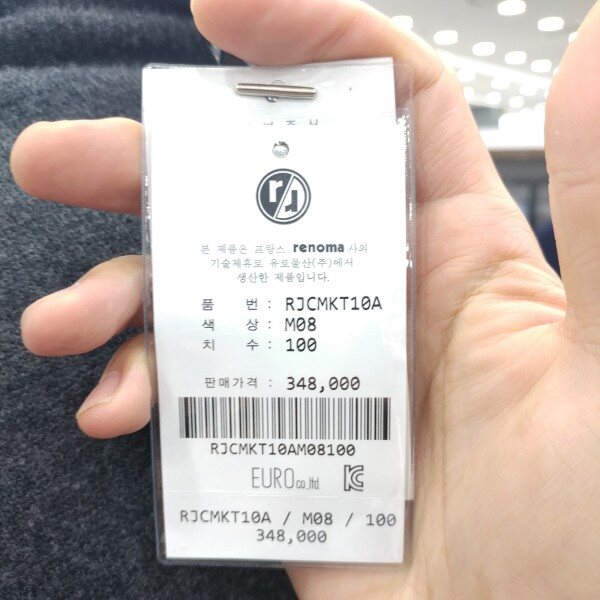 본 제품은 프랑스 renoma 사의
기술제휴로 유로물산(주)에서
생산한 제품입니다.
품 번 : RJCMKT10A
색 상 : M08
치 수 : 100
판매가격 : 348,000
RJCMKT10AM08100
EURO co.,ltd.
RJCMKT10A / M08 / 100
348,000